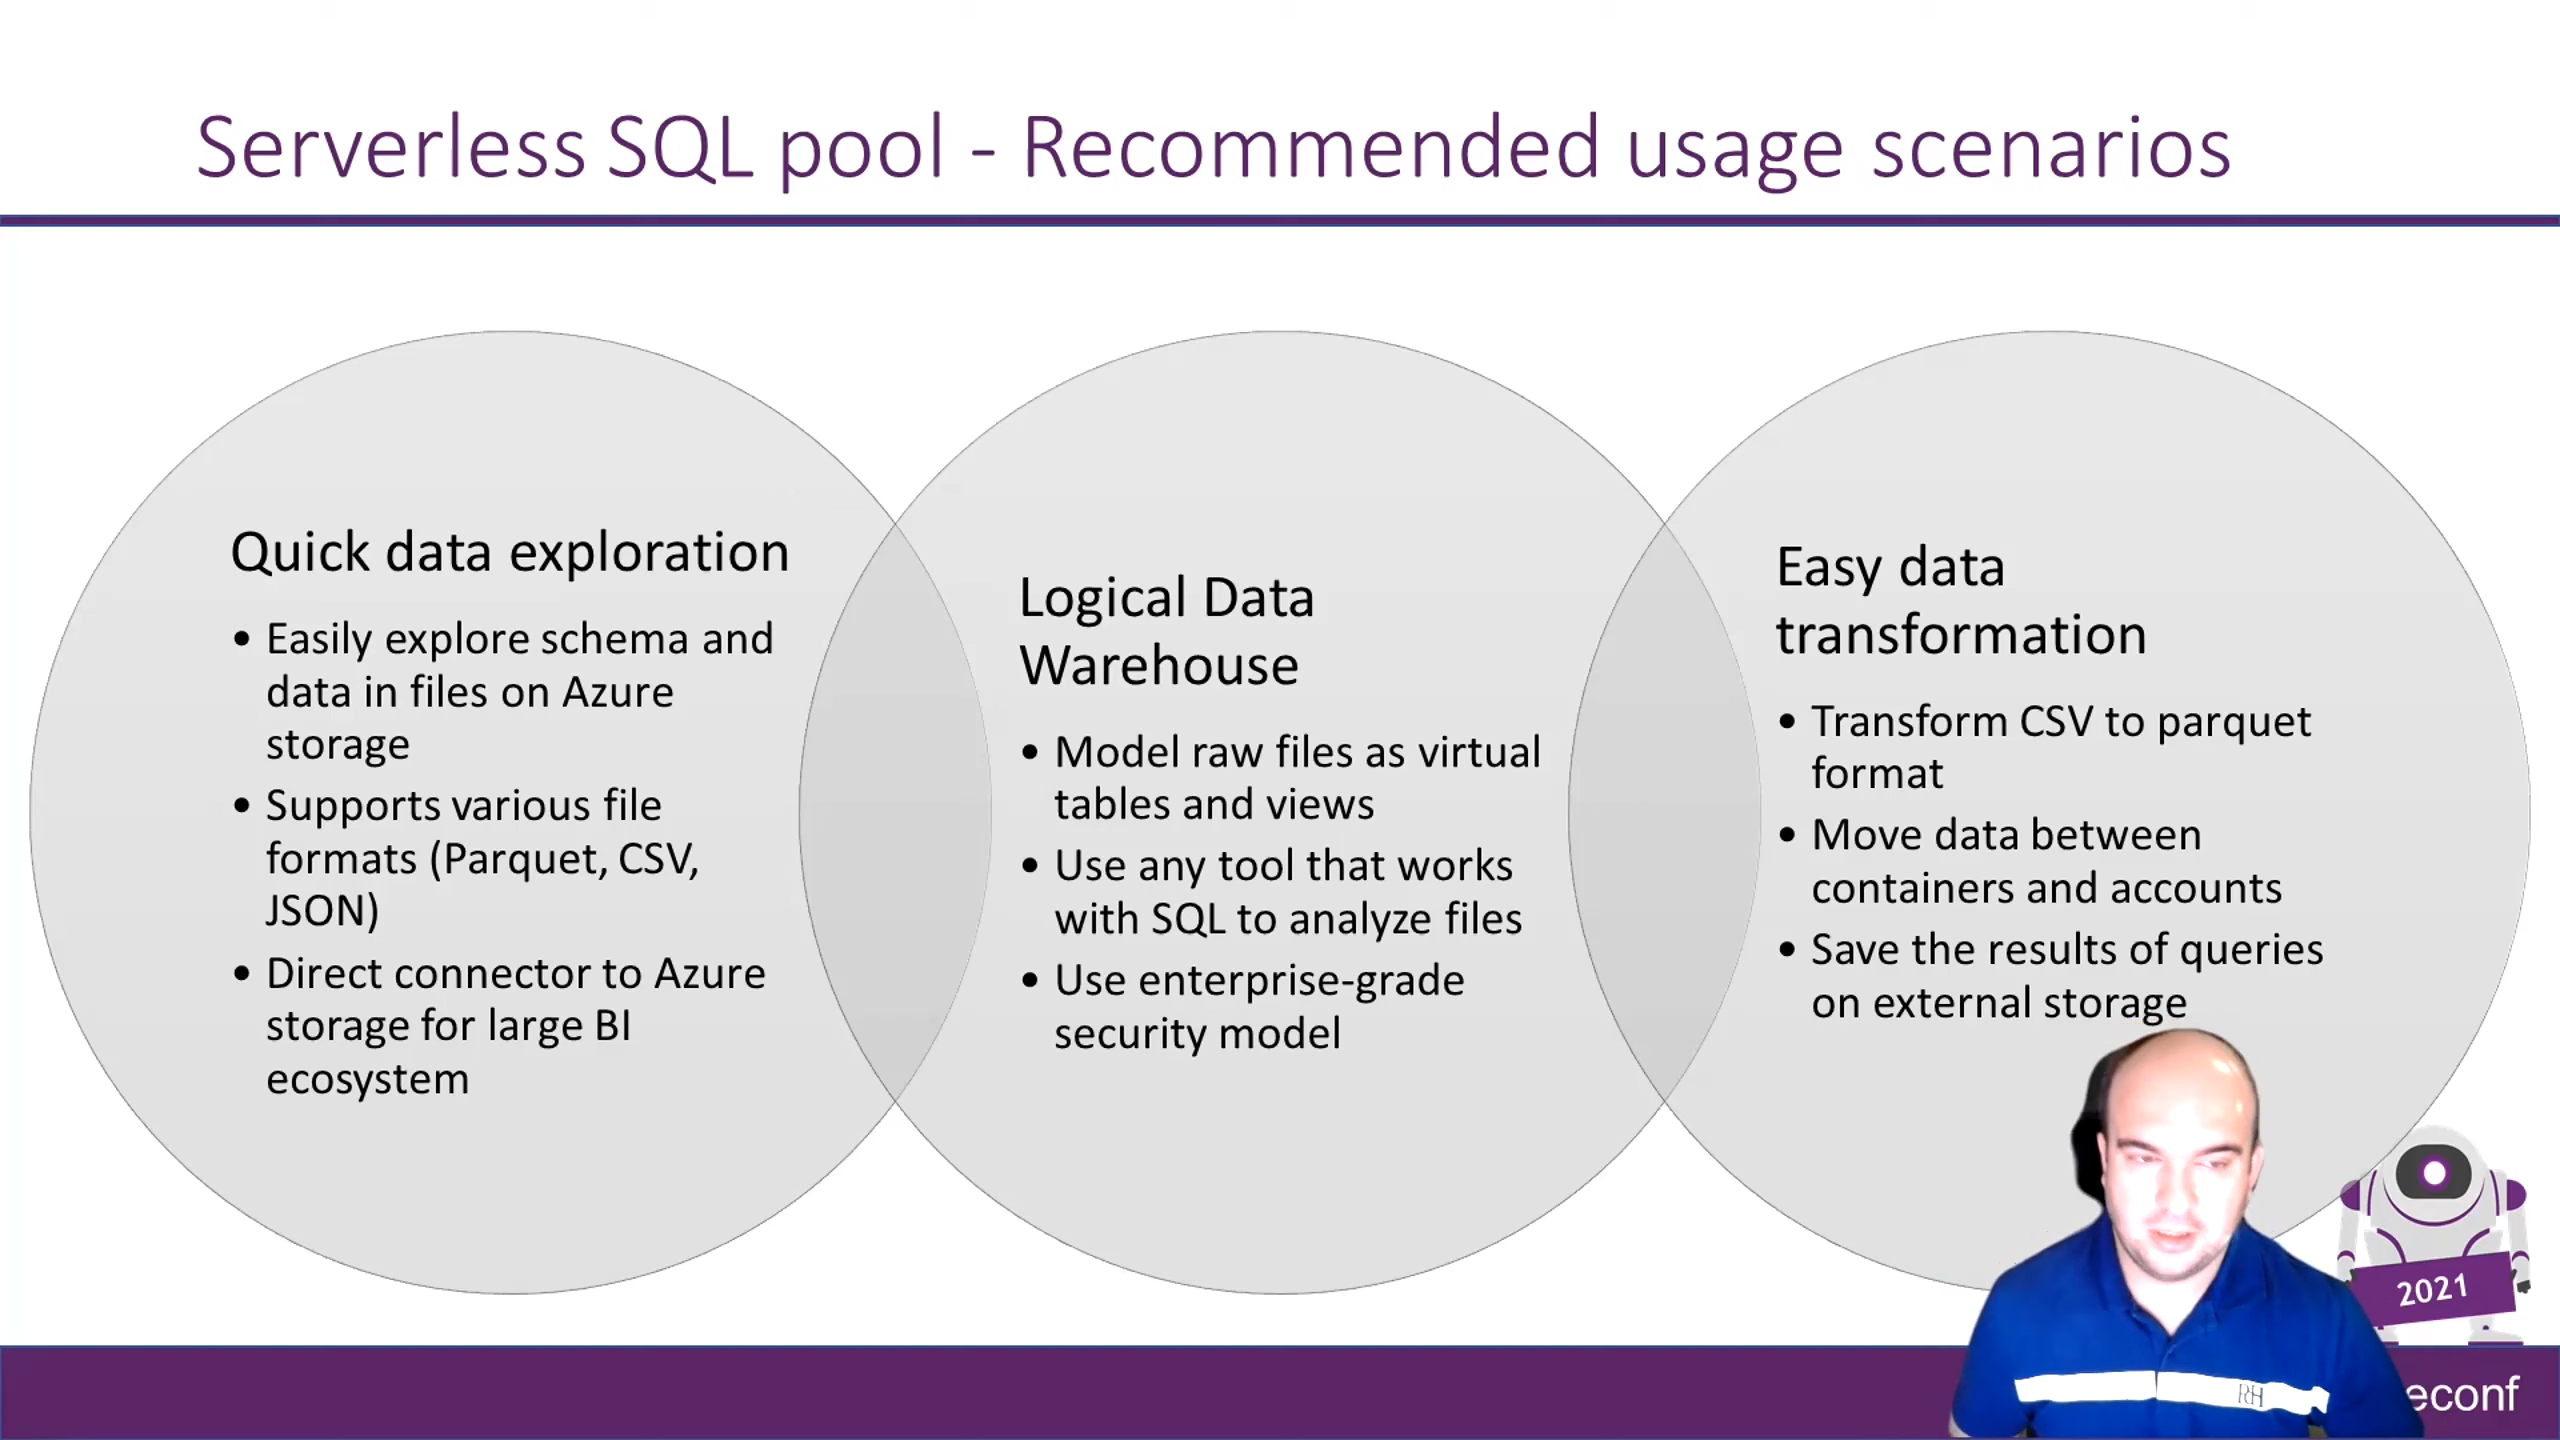 Serverless SQL pool - Recommended usage scenarios
Quick data exploration
• Easily explore schema and
data in files on Azure
storage
• Supports various file
formats (Parquet, CSV,
JSON)
• Direct connector to Azure
storage for large BI
ecosystem
Logical Data
Warehouse
• Model raw files as virtual
tables and views
• Use any tool that works
with SQL to analyze files
• Use enterprise-grade
security model
Easy data
transformation
• Transform CSV to parquet
format
• Move data between
containers and accounts
• Save the results of queries
on external storage
2021
RH
econf